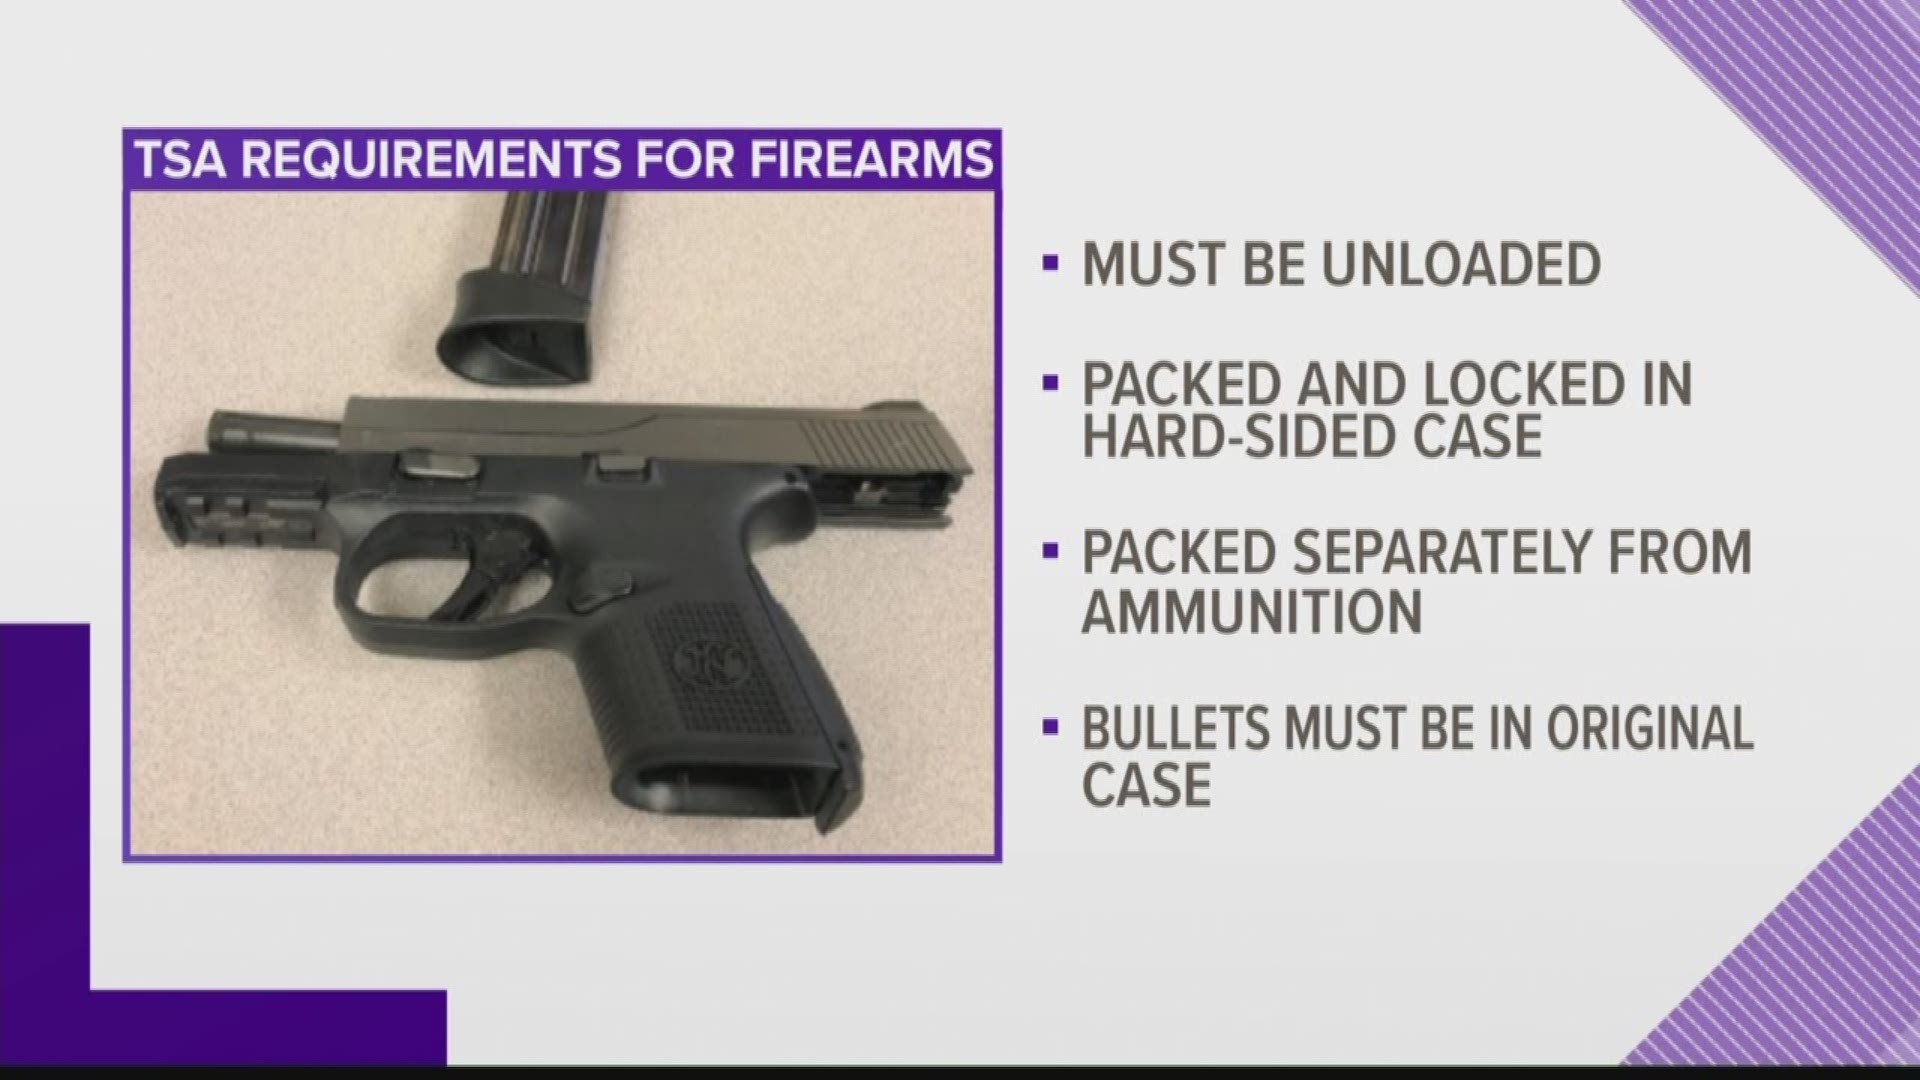 TSA REQUIREMENTS FOR FIREARMS
MUST BE UNLOADED
PACKED AND LOCKED IN
HARD-SIDED CASE
PACKED SEPARATELY FROM
AMMUNITION
BULLETS MUST BE IN ORIGINAL
CASE
FN